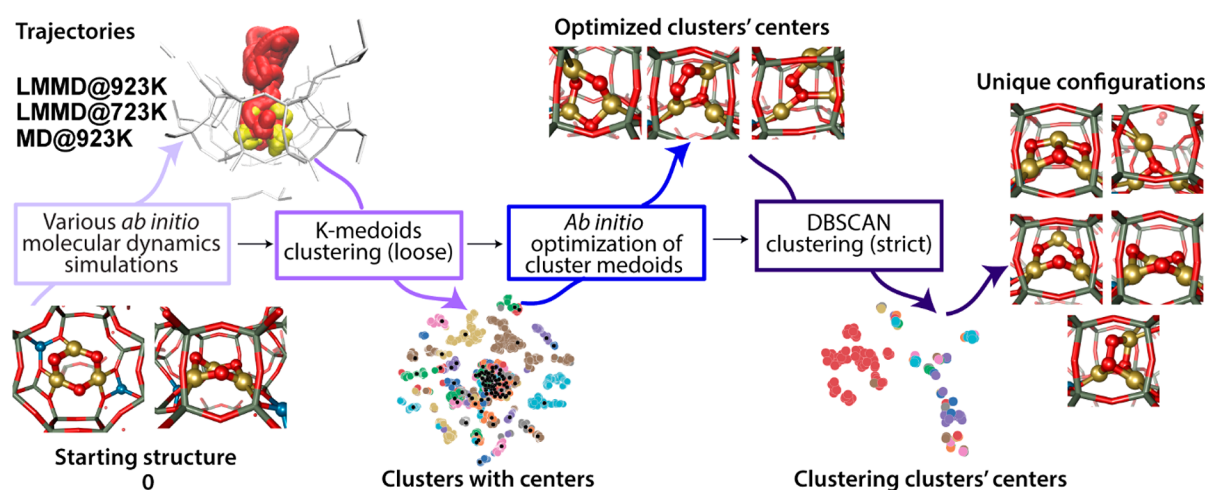 Trajectories
LMMD@923K
LMMD@723K
MD@923K
Optimized clusters’ centers
Unique configurations
Various ab initio
molecular dynamics
simulations
K-medoids
clustering (loose)
Ab initio
optimization of
cluster medoids
DBSCAN
clustering (strict)
Starting structure
0
Clusters with centers
Clustering clusters’ centers